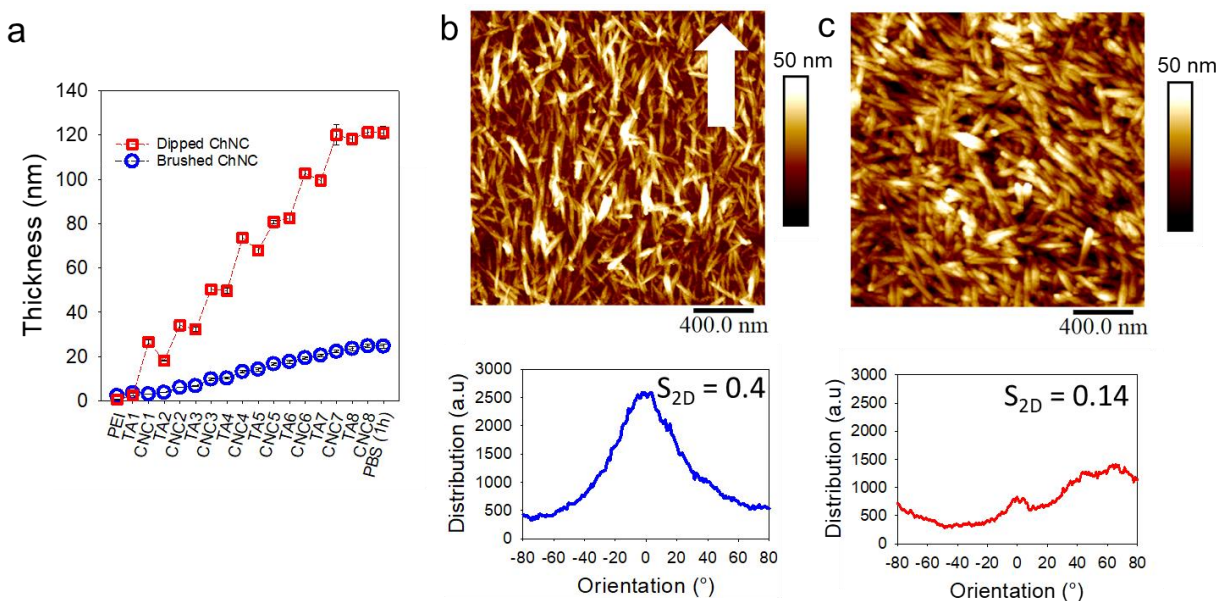 a
Thickness (nm)
140
120
100
80
60
40
20
0
Dipped ChNC
Brushed ChNC
PEI
TA1
CNC1
TA2
CNC2
TA3
CNC3
TA4
CNC4
TA5
CNC5
TA6
CNC6
TA7
CNC7
TA8
CNC8
PBS (1h)
b
50 nm
400.0 nm
Distribution (a.u)
3000
2500
2000
1500
1000
500
0
S2D = 0.4
-80 -60 -40 -20 0 20 40 60 80
Orientation (°)
c
50 nm
400.0 nm
Distribution (a.u)
3000
2500
2000
1500
1000
500
0
S2D = 0.14
-80 -60 -40 -20 0 20 40 60 80
Orientation (°)